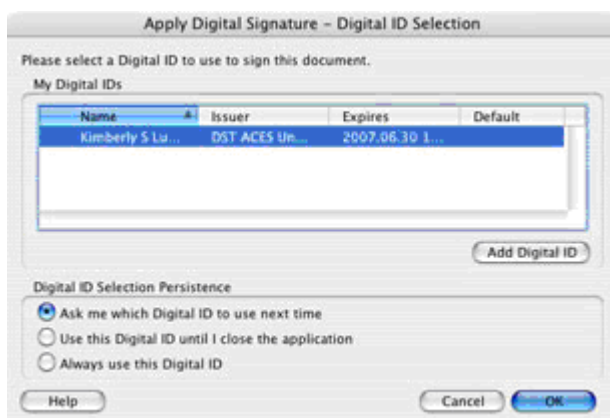 Apply Digital Signature – Digital ID Selection
Please select a Digital ID to use to sign this document.
My Digital IDs
Name Issuer Expires Default
Kimberly S Lu... DST ACES Un... 2007.06.30 1...
Add Digital ID
Digital ID Selection Persistence
Ask me which Digital ID to use next time
Use this Digital ID until I close the application
Always use this Digital ID
Help Cancel OK